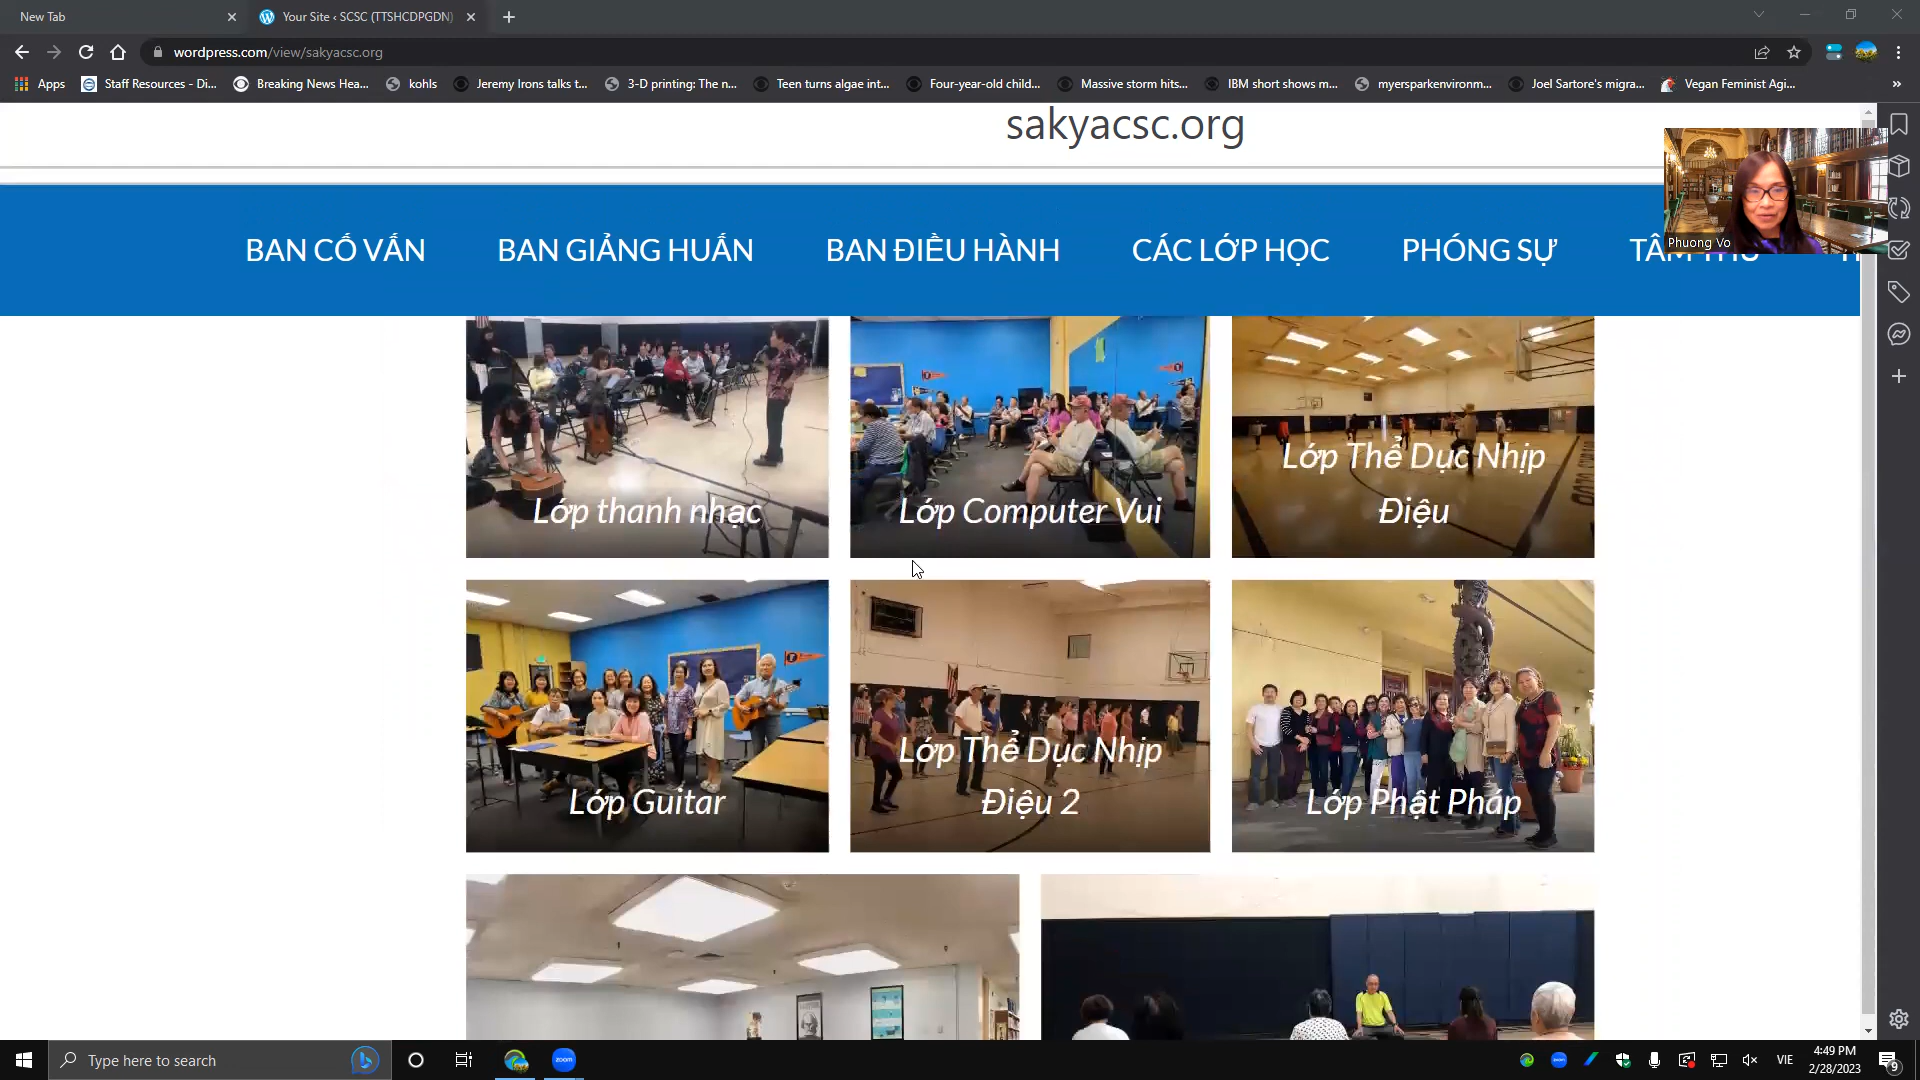 New Tab
Your Site ‹ SCSC (TTSHCDPGDN)
wordpress.com/view/sakyacsc.org
Apps
Staff Resources - Di...
Breaking News Hea...
kohls
Jeremy Irons talks t...
3-D printing: The n...
Teen turns algae int...
Four-year-old child...
Massive storm hits...
IBM short shows m...
myersparkenvironm...
Joel Sartore's migra...
Vegan Feminist Agi...
sakyacsc.org
Phuong Vo
BAN CỐ VẤN
BAN GIẢNG HUẤN
BAN ĐIỀU HÀNH
CÁC LỚP HỌC
PHÓNG SỰ
Lớp thanh nhạc
Lớp Computer Vui
Lớp Thể Dục Nhịp
Điệu
Lớp Guitar
Lớp Thể Dục Nhịp
Điệu 2
Lớp Phật Pháp
Type here to search
zoom
VIE
4:49 PM
2/28/2023
9